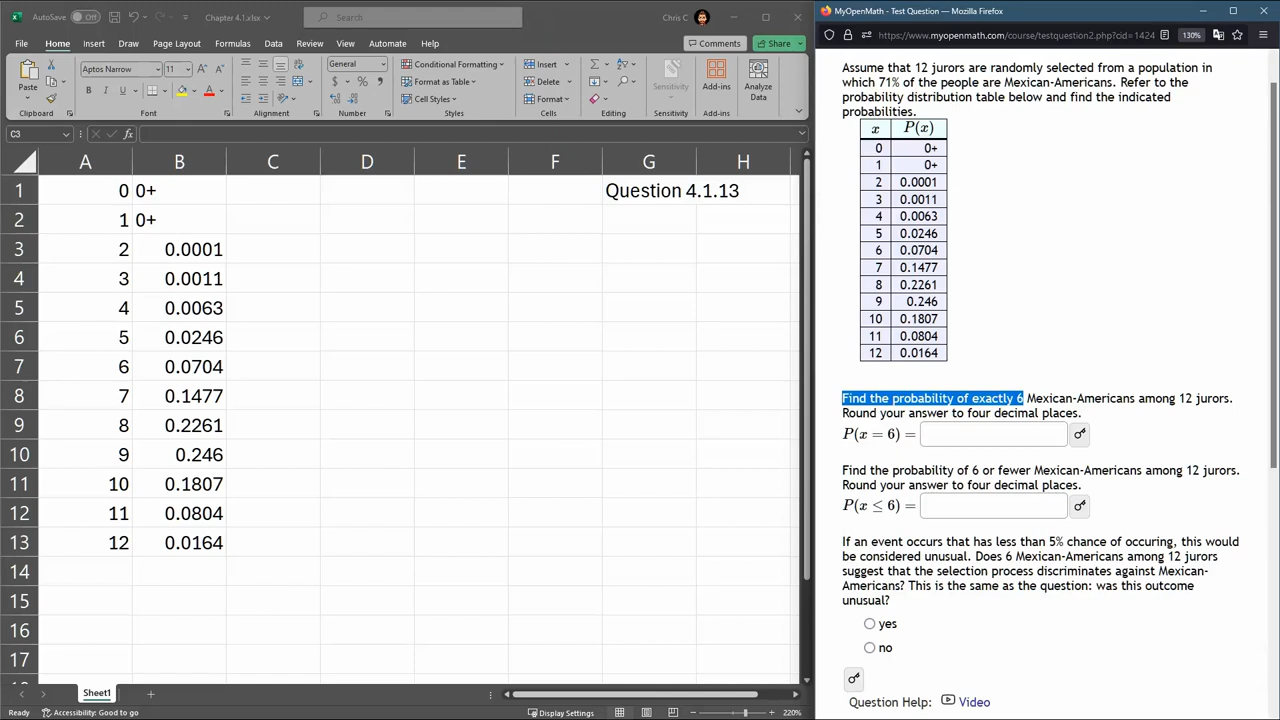 AutoSave Off Chapter 4.1.xlsx Search Chris C
File Home Insert Draw Page Layout Formulas Data Review View Automate Help Comments Share
Paste Aptos Narrow 11 General Conditional Formatting Insert
B I U Format as Table Delete Sensitivity Add-ins Analyze Data
Cell Styles Format
Clipboard Font Alignment Number Styles Cells Editing Sensitivity Add-ins
C3 fx
A B C D E F G H
1 0 0+ Question 4.1.13
2 1 0+
3 2 0.0001
4 3 0.0011
5 4 0.0063
6 5 0.0246
7 6 0.0704
8 7 0.1477
9 8 0.2261
10 9 0.246
11 10 0.1807
12 11 0.0804
13 12 0.0164
14
15
16
17
Sheet1
Ready Accessibility: Good to go Display Settings 220%
MyOpenMath - Test Question — Mozilla Firefox
https://www.myopenmath.com/course/testquestion2.php?cid=1424 130%
Assume that 12 jurors are randomly selected from a population in
which 71% of the people are Mexican-Americans. Refer to the
probability distribution table below and find the indicated
probabilities.
x P(x)
0 0+
1 0+
2 0.0001
3 0.0011
4 0.0063
5 0.0246
6 0.0704
7 0.1477
8 0.2261
9 0.246
10 0.1807
11 0.0804
12 0.0164
Find the probability of exactly 6 Mexican-Americans among 12 jurors.
Round your answer to four decimal places.
P(x = 6) =
Find the probability of 6 or fewer Mexican-Americans among 12 jurors.
Round your answer to four decimal places.
P(x ≤ 6) =
If an event occurs that has less than 5% chance of occuring, this would
be considered unusual. Does 6 Mexican-Americans among 12 jurors
suggest that the selection process discriminates against Mexican-
Americans? This is the same as the question: was this outcome
unusual?
yes
no
Question Help: Video